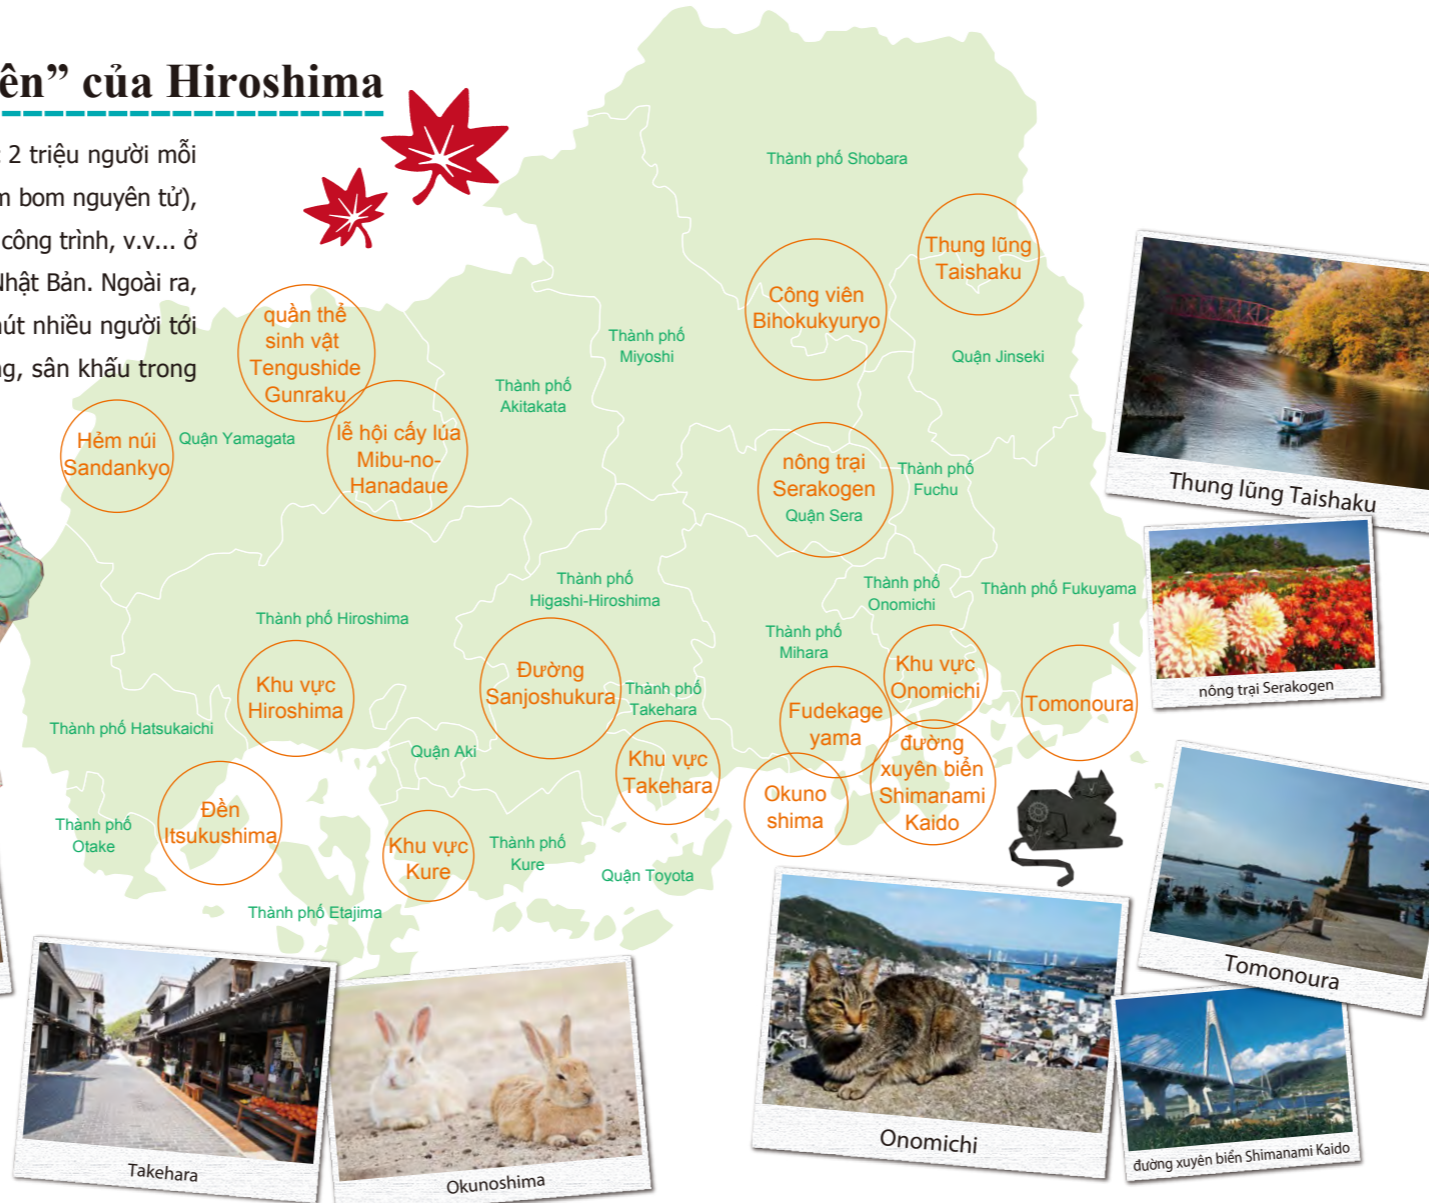 ên” của Hiroshima
2 triệu người mỗi
m bom nguyên tử),
công trình, v.v... ở
Nhật Bản. Ngoài ra,
hút nhiều người tới
g, sân khấu trong
Thành phố Shobara
Thung lũng
Taishaku
Công viên
Bihokukyuryo
Thành phố
Miyoshi
Quận Jinseki
quần thể
sinh vật
Tengushide
Gunraku
Thành phố
Akitakata
Hẻm núi
Sandankyo
Quận Yamagata
lễ hội cấy lúa
Mibu-no-
Hanadaue
nông trại
Serakogen
Quận Sera
Thành phố
Fuchu
Thành phố
Higashi-Hiroshima
Thành phố
Onomichi
Thành phố Fukuyama
Thành phố Hiroshima
Thành phố
Mihara
Khu vực
Hiroshima
Đường
Sanjoshukura
Thành phố
Takehara
Khu vực
Onomichi
Fudekage
yama
Tomonoura
Thành phố Hatsukaichi
Quận Aki
Khu vực
Takehara
Okuno
shima
đường
xuyên biển
Shimanami
Kaido
Đền
Itsukushima
Thành phố
Otake
Khu vực
Kure
Thành phố
Kure
Quận Toyota
Thành phố Etajima
Thung lũng Taishaku
nông trại Serakogen
Tomonoura
đường xuyên biển Shimanami Kaido
Onomichi
Okunoshima
Takehara